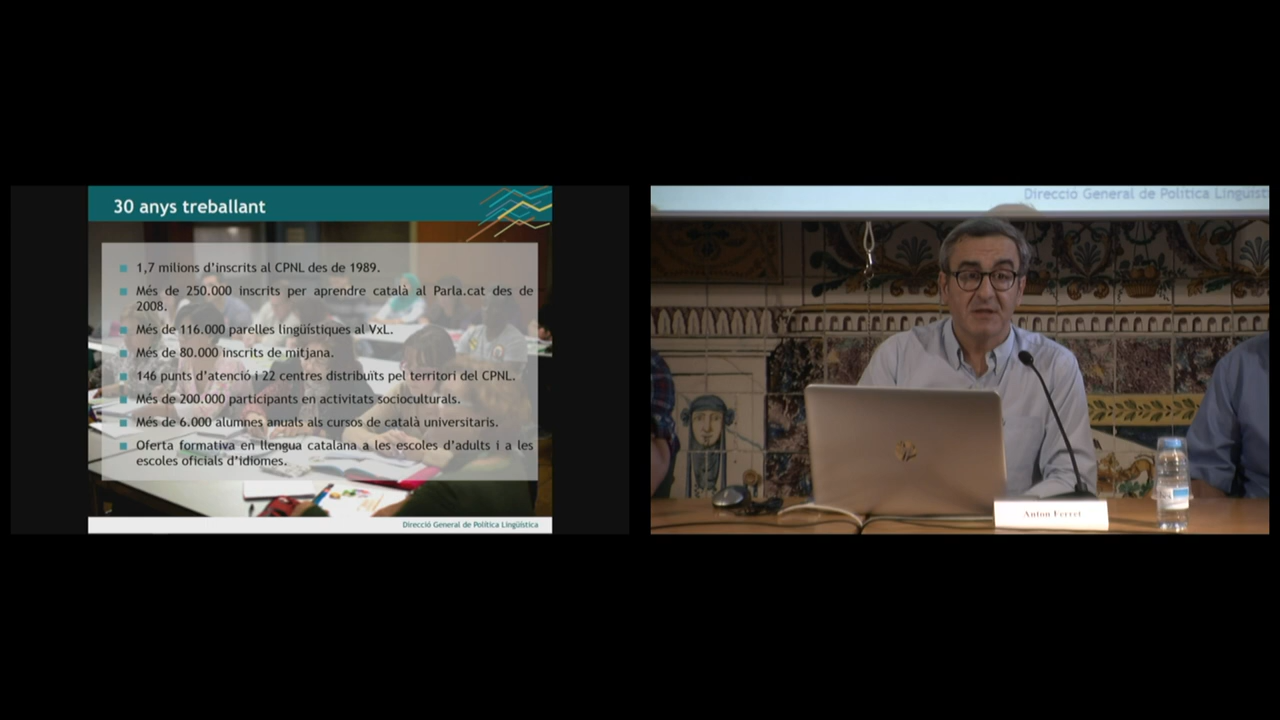 30 anys treballant
1,7 milions d'inscrits al CPNL des de 1989.
Més de 250.000 inscrits per aprendre català al Parla.cat des de
2008.
Més de 116.000 parelles lingüístiques al VxL.
Més de 80.000 inscrits de mitjana.
146 punts d'atenció i 22 centres distribuïts pel territori del CPNL.
Més de 200.000 participants en activitats socioculturals.
Més de 6.000 alumnes anuals als cursos de català universitaris.
Oferta formativa en llengua catalana a les escoles d'adults i a les
escoles oficials d'idiomes.
Direcció General de Política Lingüística
Direcció General de Política Lingüíst
Anton Ferret